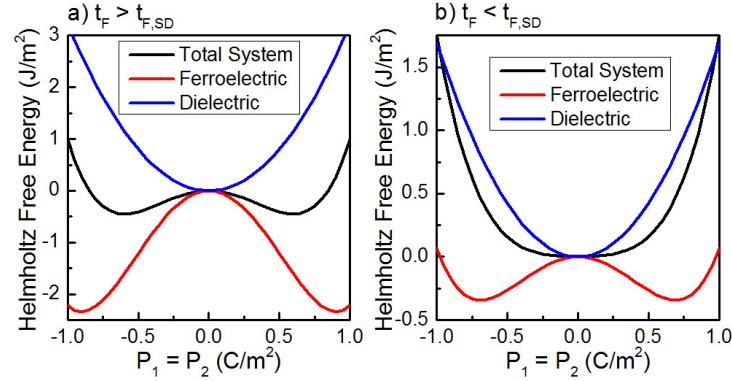 a) t_F > t_F,SD
Helmholtz Free Energy (J/m²)
3
2
1
0
-1
-2
Total System
Ferroelectric
Dielectric
-1.0 -0.5 0.0 0.5 1.0
P₁ = P₂ (C/m²)
b) t_F < t_F,SD
Helmholtz Free Energy (J/m²)
1.5
1.0
0.5
0.0
-0.5
Total System
Ferroelectric
Dielectric
-1.0 -0.5 0.0 0.5 1.0
P₁ = P₂ (C/m²)